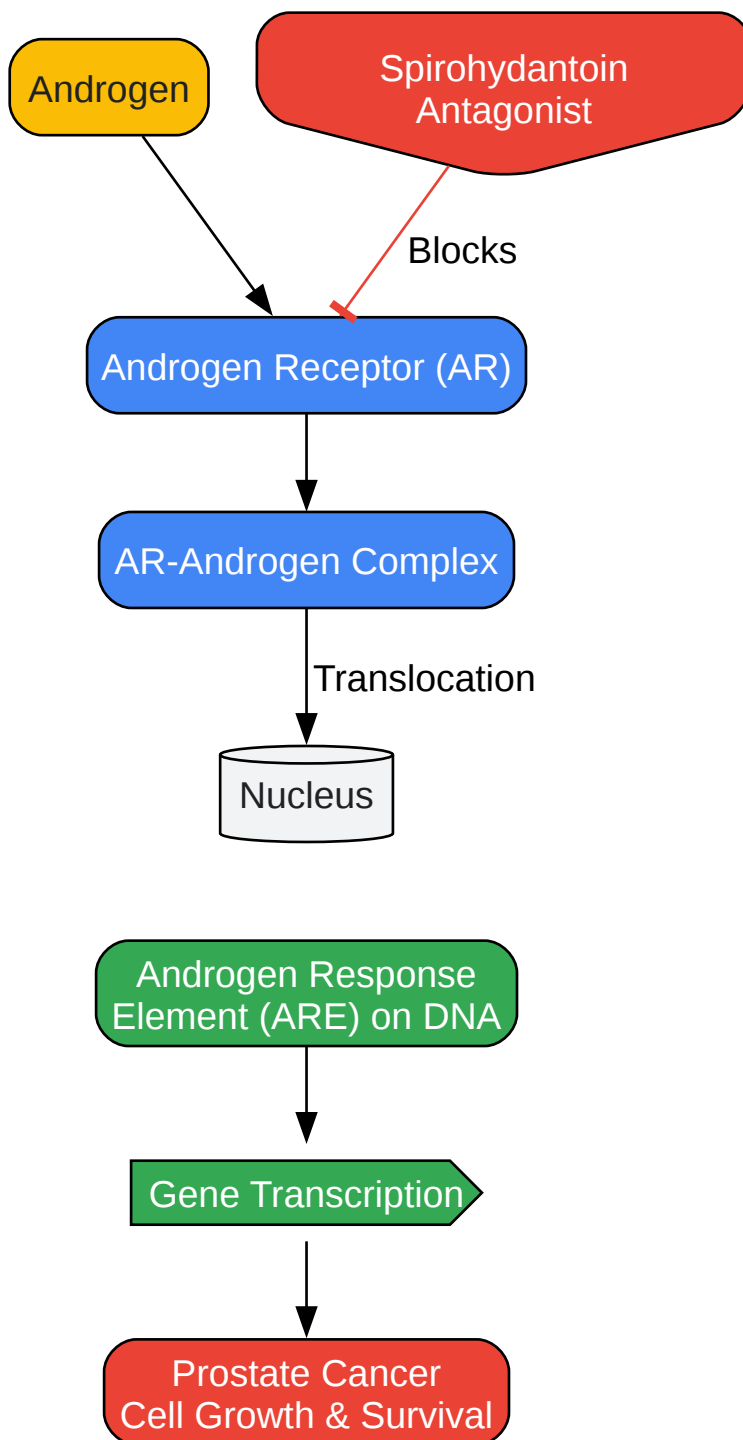 Androgen
Spirohydantoin
Antagonist
Blocks
Androgen Receptor (AR)
AR-Androgen Complex
Translocation
Nucleus
Androgen Response
Element (ARE) on DNA
Gene Transcription
Prostate Cancer
Cell Growth & Survival